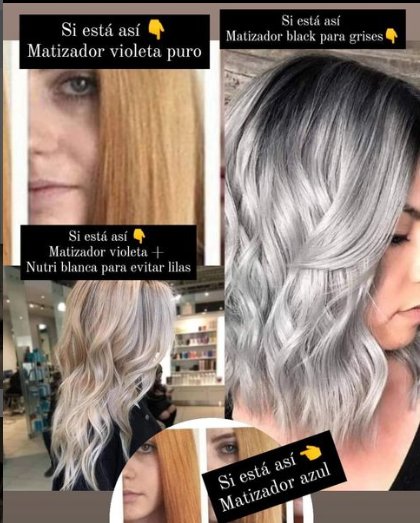 Si está así 👇
Matizador violeta puro
Si está así
Matizador black para grises👇
Si está así 👇
Matizador violeta +
Nutri blanca para evitar lilas
Si está así 👈
Matizador azul